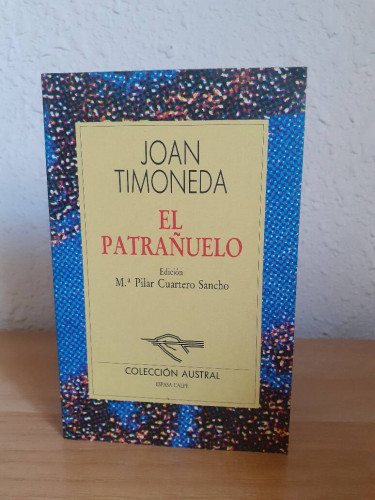 JOAN
TIMONEDA
EL
PATRAÑUELO
Edición
M.ª Pilar Cuartero Sancho
COLECCIÓN AUSTRAL
ESPASA CALPE